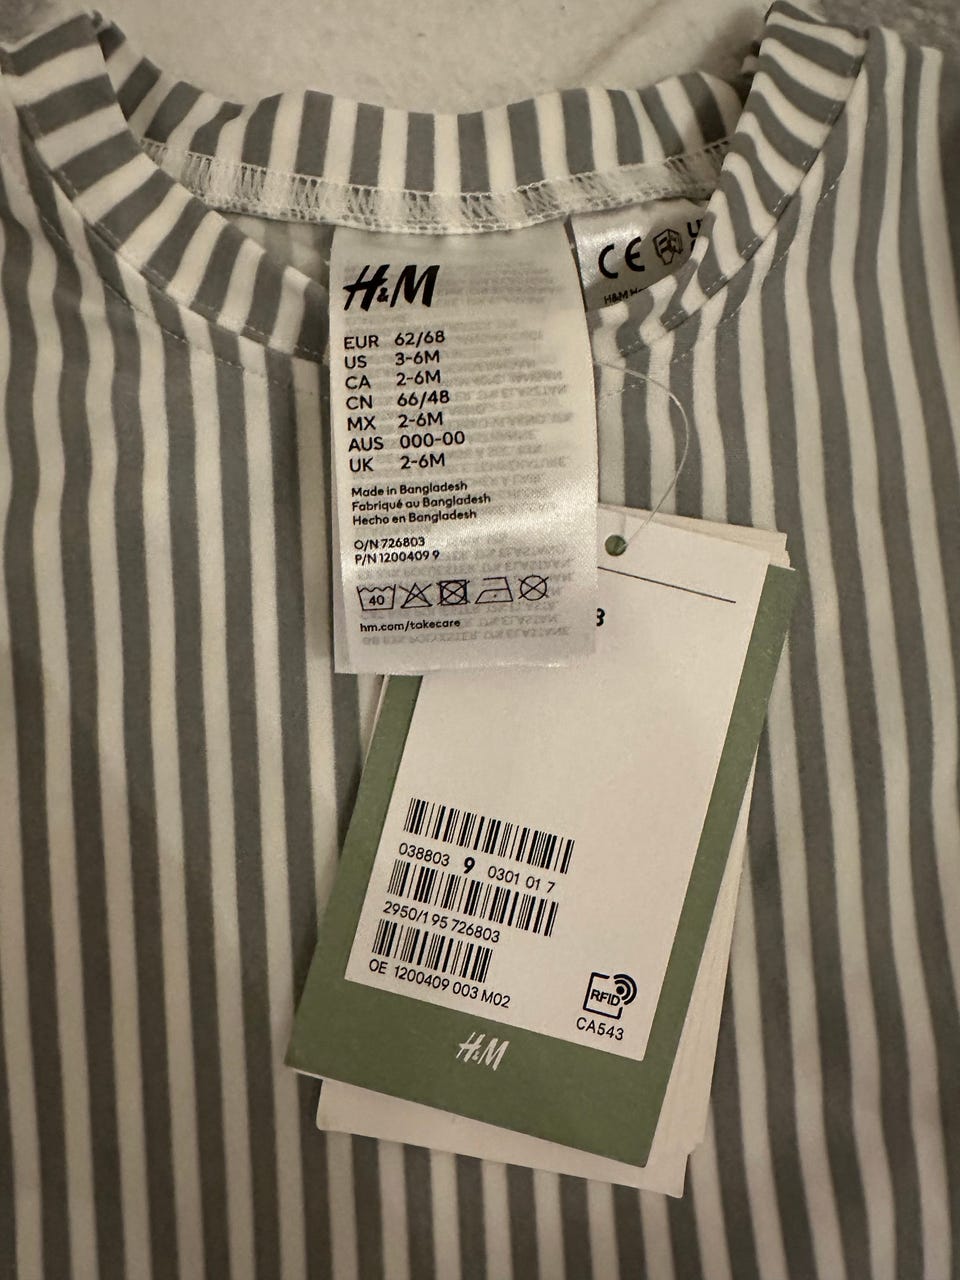 H&M
EUR 62/68
US 3-6M
CA 2-6M
CN 66/48
MX 2-6M
AUS 000-00
UK 2-6M
Made in Bangladesh
Fabriqué au Bangladesh
Hecho en Bangladesh
O/N 726803
P/N 1200409 9
40
hm.com/takecare
CE
H&M
038803 9 0301 01 7
2950/1 95 726803
OE 1200409 003 M02
RFID
CA543
H&M